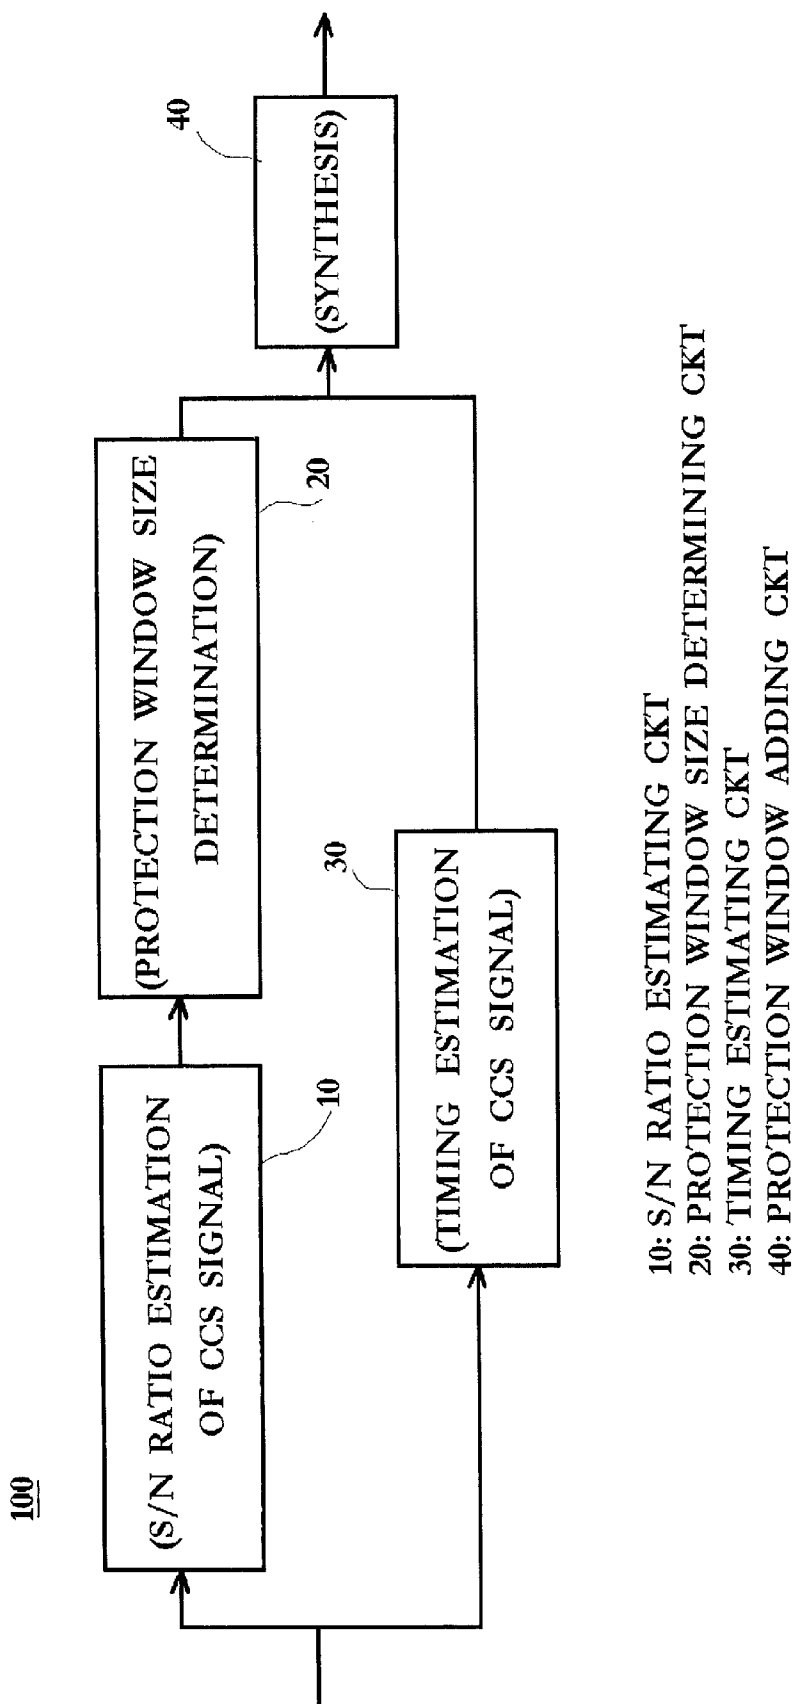 100
(S/N RATIO ESTIMATION
OF CCS SIGNAL)
10
(PROTECTION WINDOW SIZE
DETERMINATION)
20
(TIMING ESTIMATION
OF CCS SIGNAL)
30
(SYNTHESIS)
40
10: S/N RATIO ESTIMATING CKT
20: PROTECTION WINDOW SIZE DETERMINING CKT
30: TIMING ESTIMATING CKT
40: PROTECTION WINDOW ADDING CKT